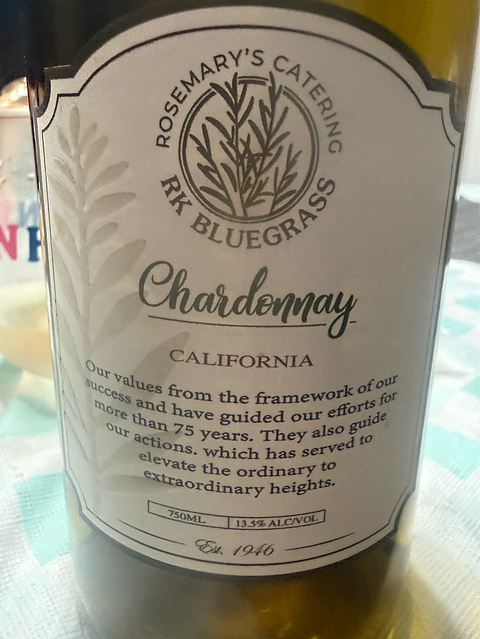 ROSEMARY'S CATERING
RK BLUEGRASS
Chardonnay
CALIFORNIA
Our values from the framework of our
success and have guided our efforts for
more than 75 years. They also guide
our actions. which has served to
elevate the ordinary to
extraordinary heights.
750ML 13.5% ALC/VOL
Est. 1946